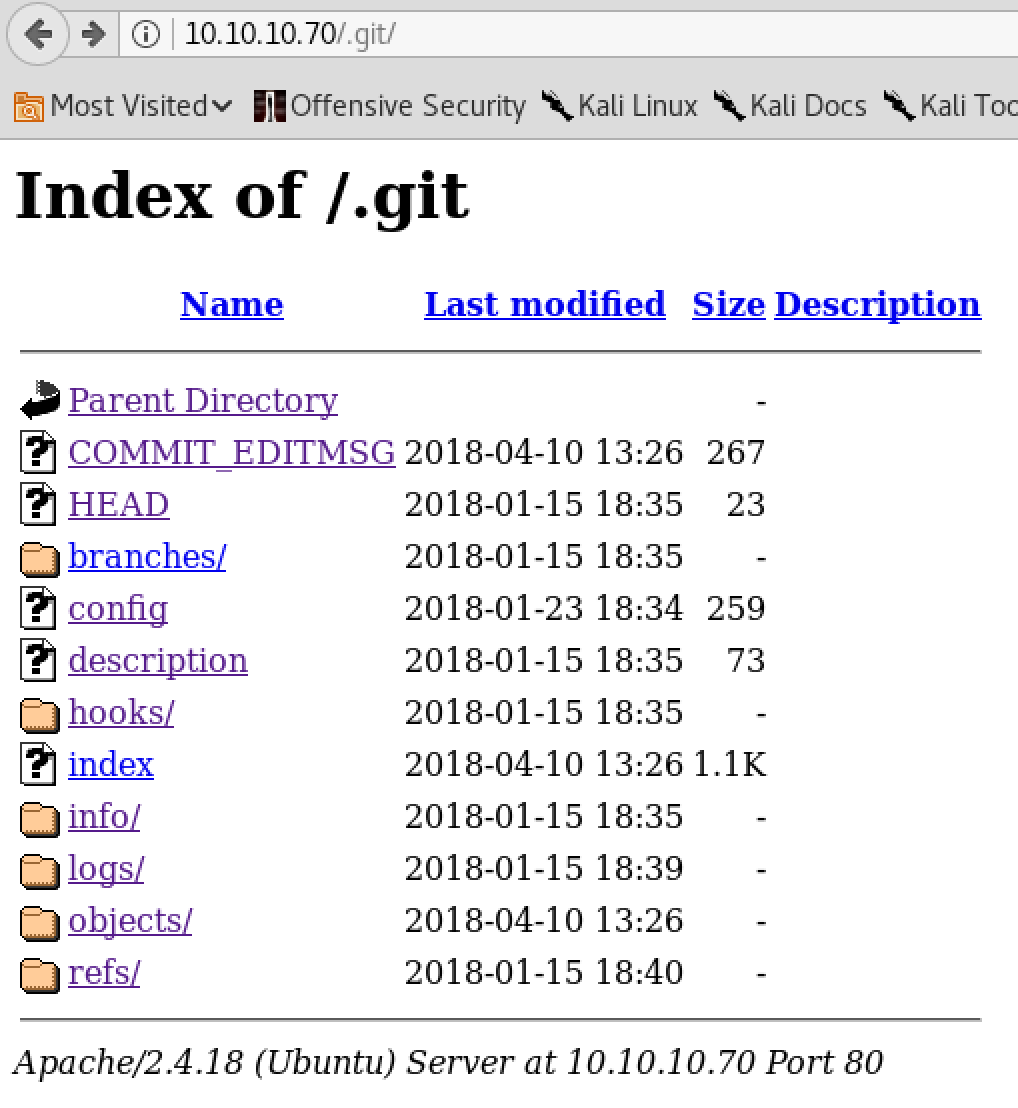 10.10.10.70/.git/
Most Visited Offensive Security Kali Linux Kali Docs Kali Too
Index of /.git
Name Last modified Size Description
Parent Directory -
COMMIT_EDITMSG 2018-04-10 13:26 267
HEAD 2018-01-15 18:35 23
branches/ 2018-01-15 18:35 -
config 2018-01-23 18:34 259
description 2018-01-15 18:35 73
hooks/ 2018-01-15 18:35 -
index 2018-04-10 13:26 1.1K
info/ 2018-01-15 18:35 -
logs/ 2018-01-15 18:39 -
objects/ 2018-04-10 13:26 -
refs/ 2018-01-15 18:40 -
Apache/2.4.18 (Ubuntu) Server at 10.10.10.70 Port 80